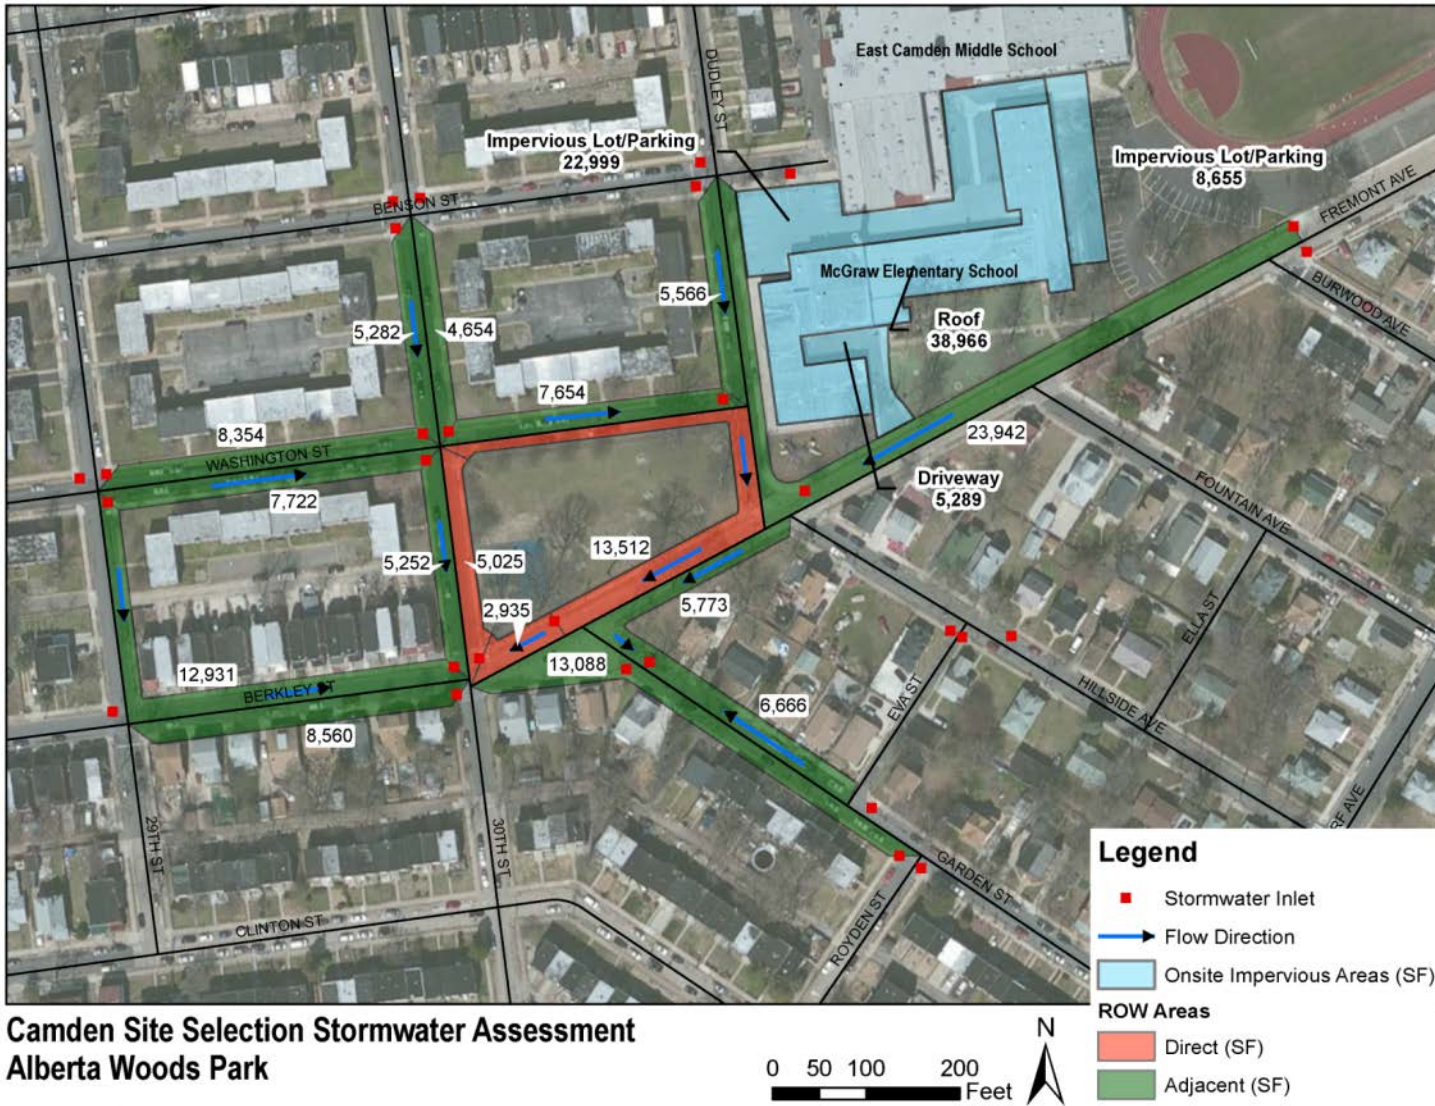 East Camden Middle School
DUDLEY ST
Impervious Lot/Parking
22,999
Impervious Lot/Parking
8,655
FREMONT AVE
BENSON ST
BURWOOD AVE
McGraw Elementary School
5,566
5,282
4,654
Roof
38,966
7,654
8,354
23,942
WASHINGTON ST
7,722
Driveway
5,289
FOUNTAIN AVE
13,512
5,252
5,025
2,935
5,773
ELLA ST
13,088
12,931
BERKLEY ST
6,666
EVA ST
HILLSIDE AVE
8,560
29TH ST
30TH ST
RF AVE
GARDEN ST
ROYDEN ST
CLINTON ST
Legend
Stormwater Inlet
Flow Direction
Onsite Impervious Areas (SF)
ROW Areas
Direct (SF)
Adjacent (SF)
Camden Site Selection Stormwater Assessment
Alberta Woods Park
N
0 50 100 200
Feet